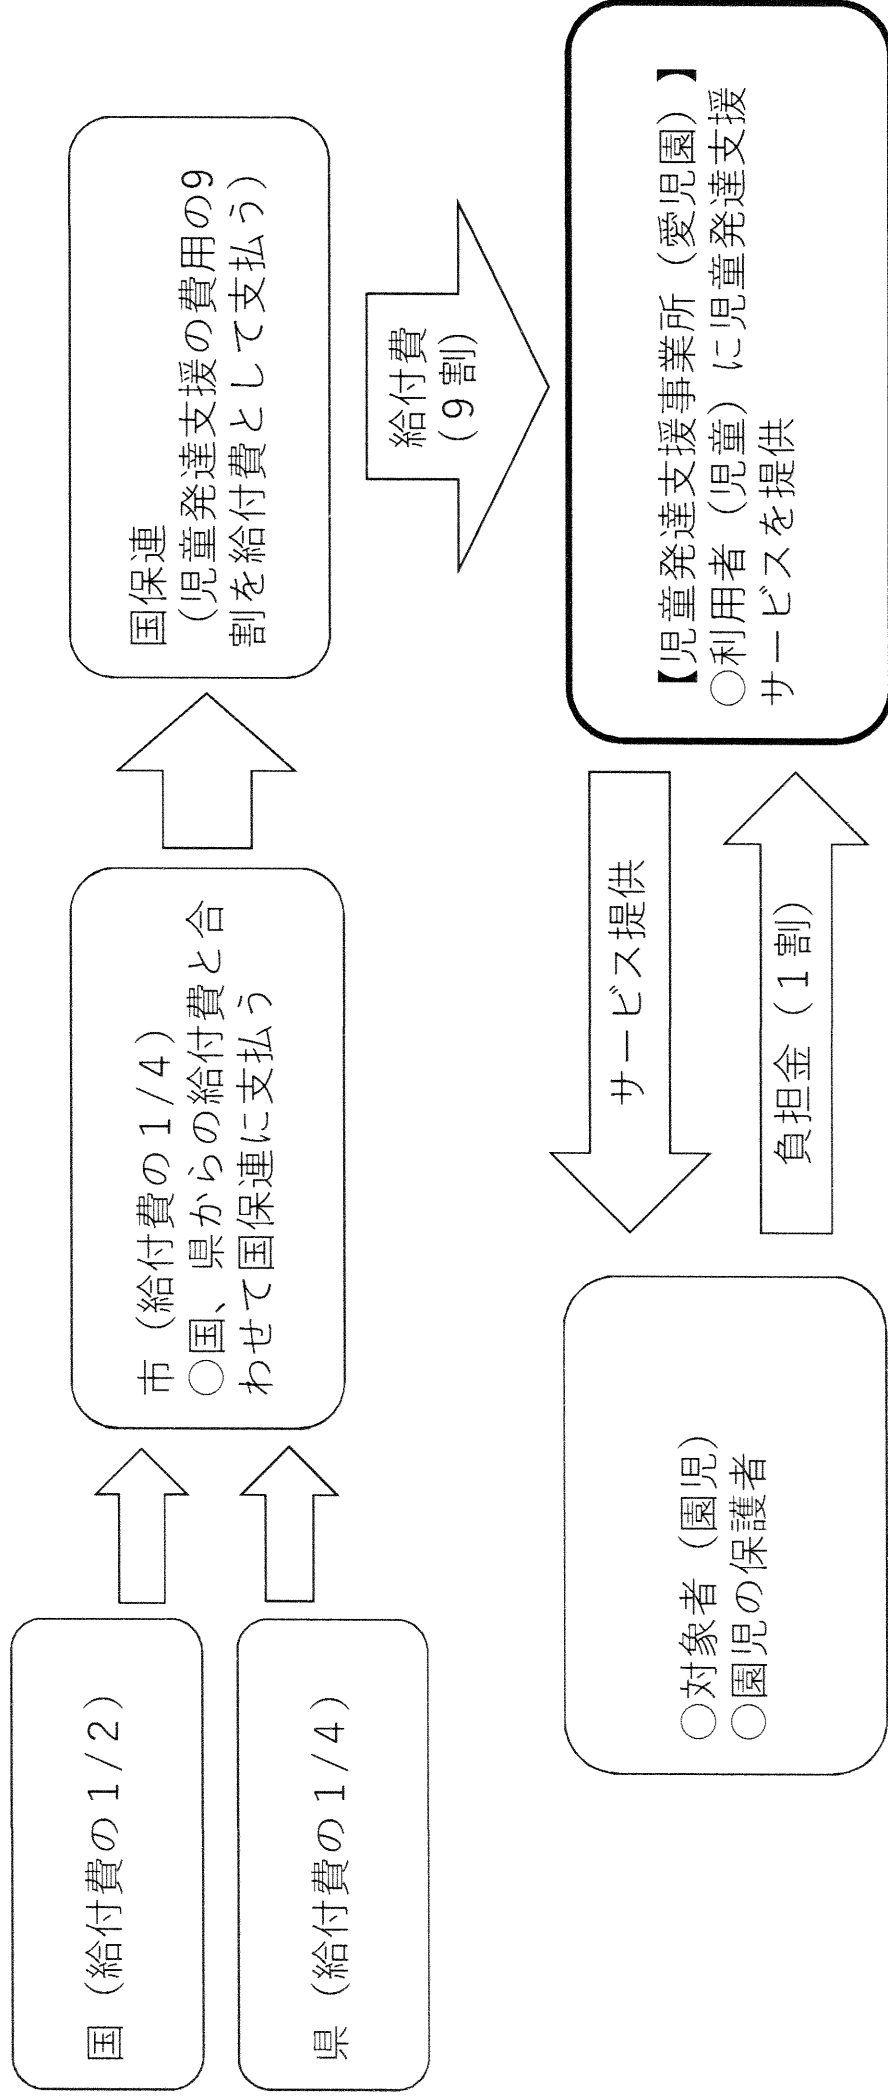 国（給付費の１/２）
県（給付費の１/４）
市（給付費の１/４）
○国、県からの給付費と合
わせて国保連に支払う
国保連
（児童発達支援の費用の９
割を給付費として支払う）
給付費
（９割）
【児童発達支援事業所（愛児園）】
○利用者（児童）に児童発達支援
サービスを提供
サービス提供
負担金（１割）
○対象者（園児）
○園児の保護者